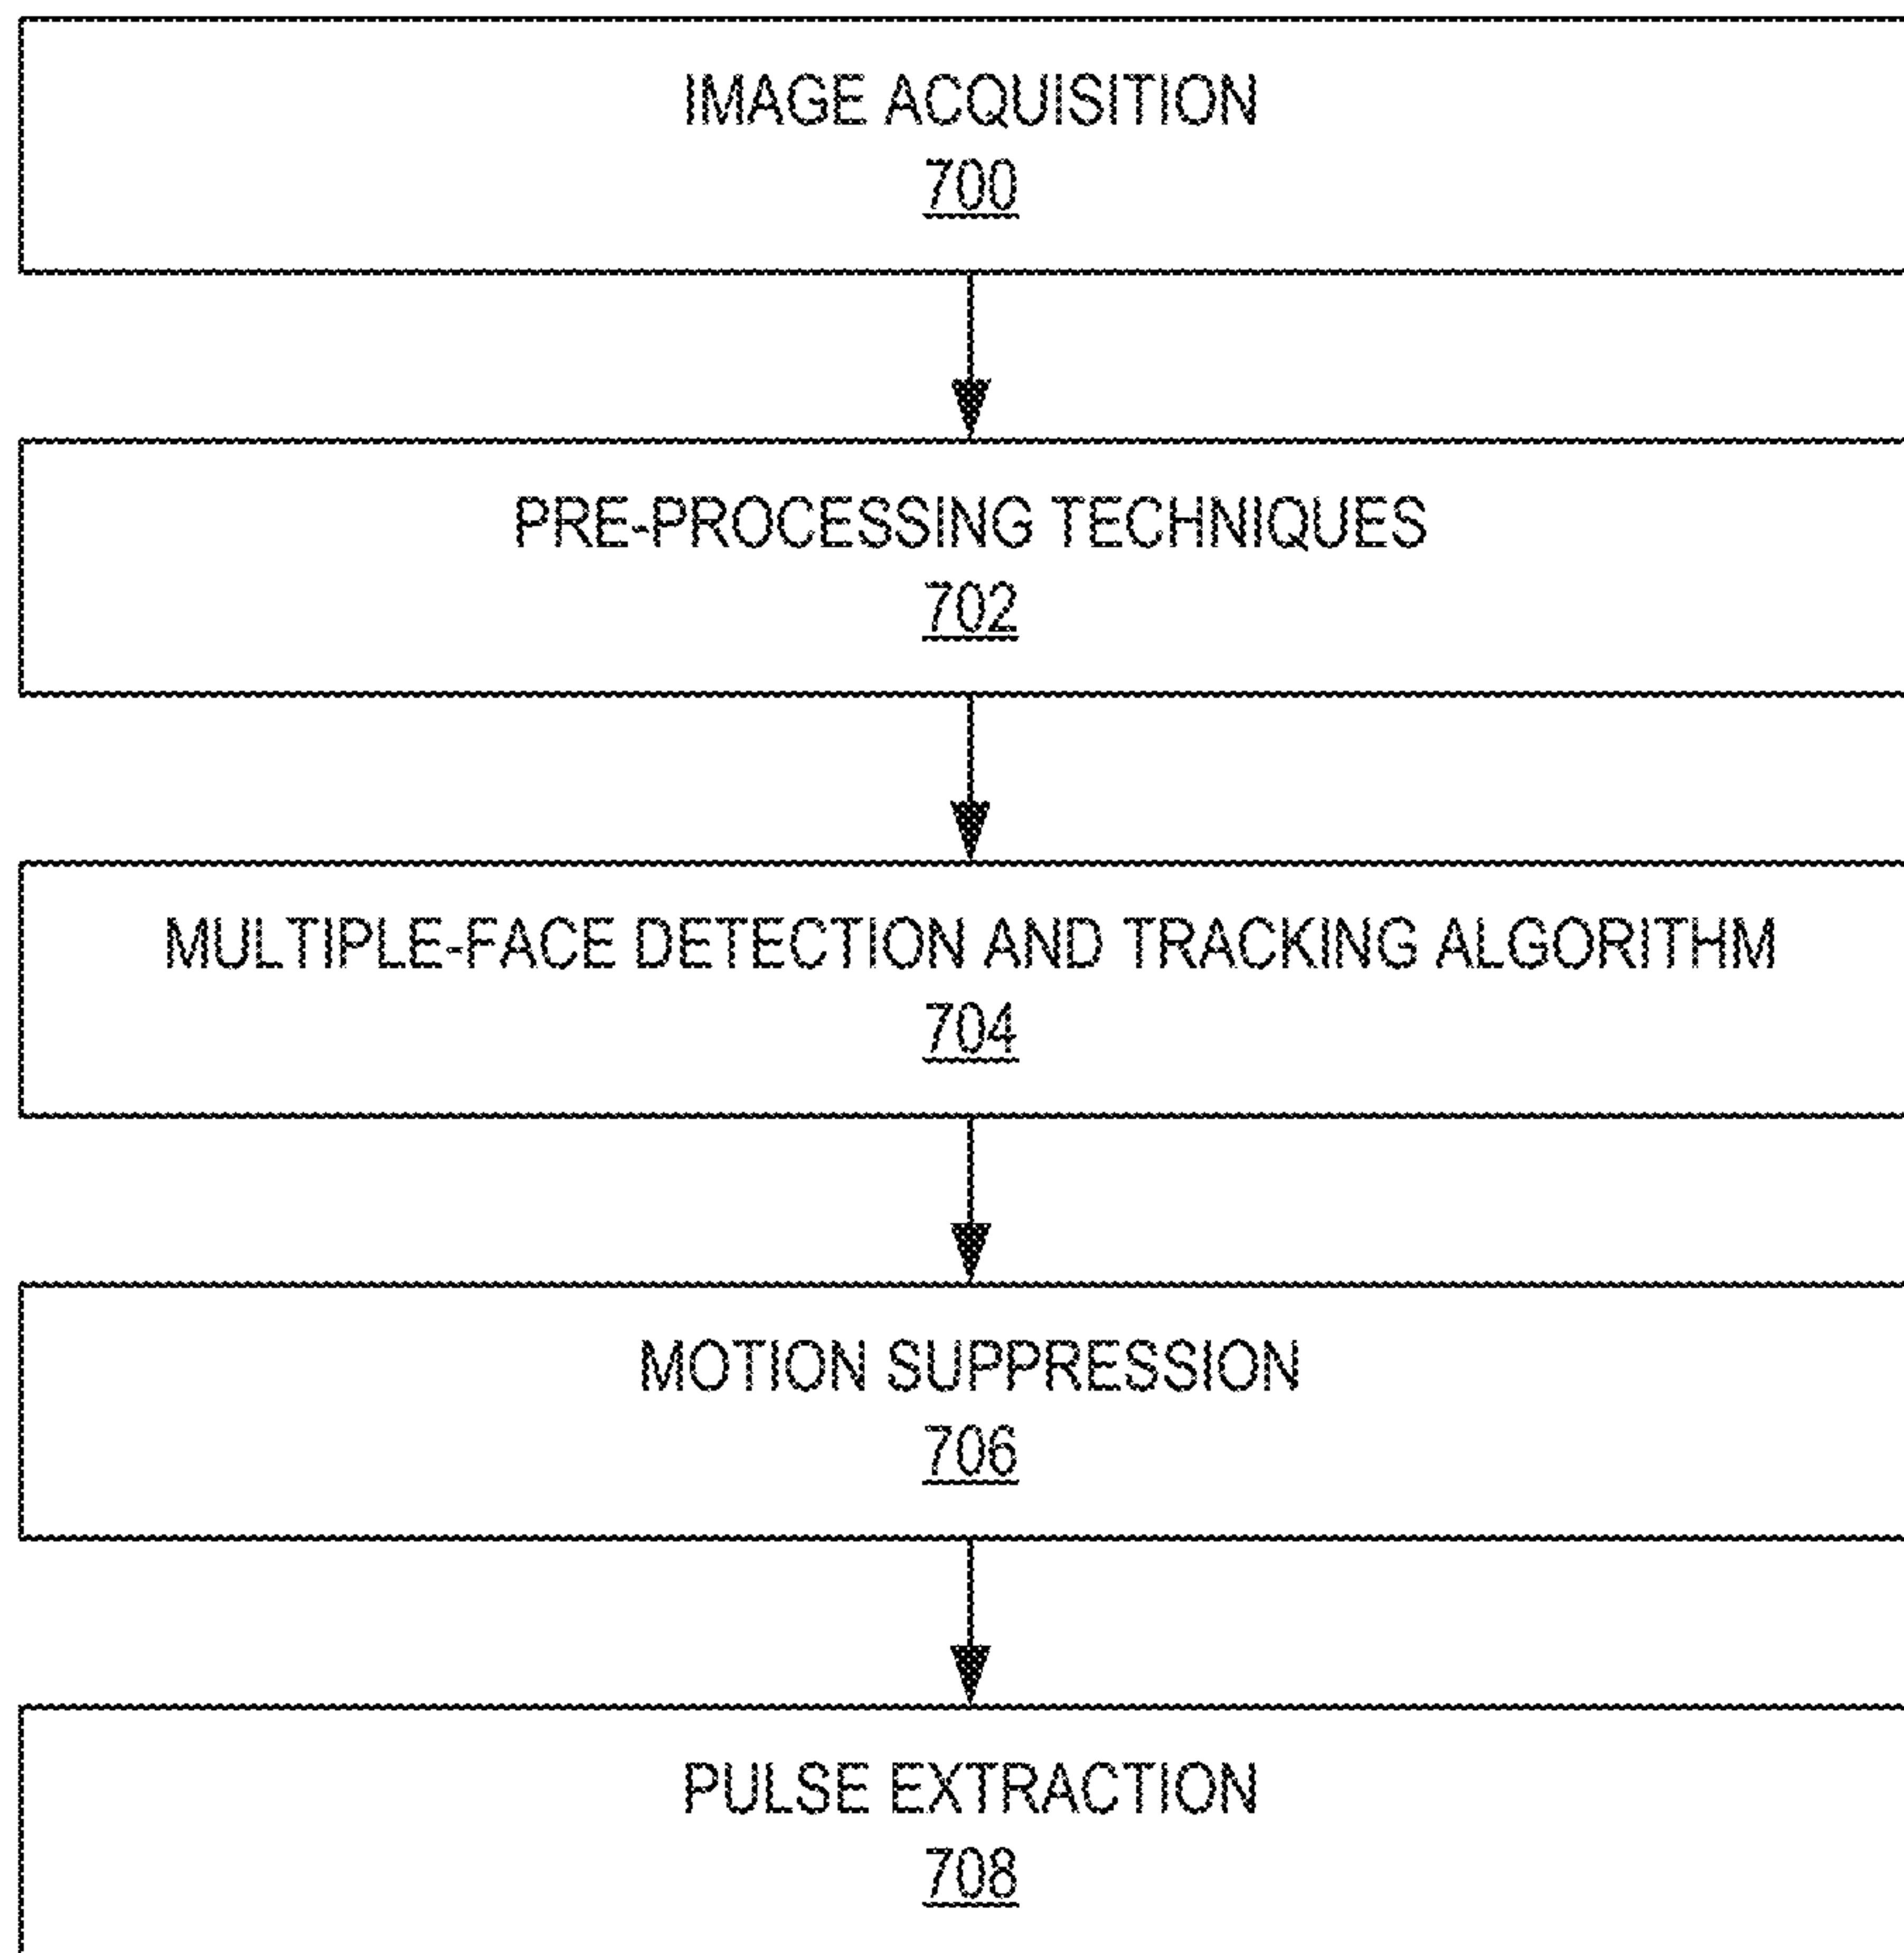 IMAGE ACQUISITION
700
PRE-PROCESSING TECHNIQUES
702
MULTIPLE-FACE DETECTION AND TRACKING ALGORITHM
704
MOTION SUPPRESSION
706
PULSE EXTRACTION
708